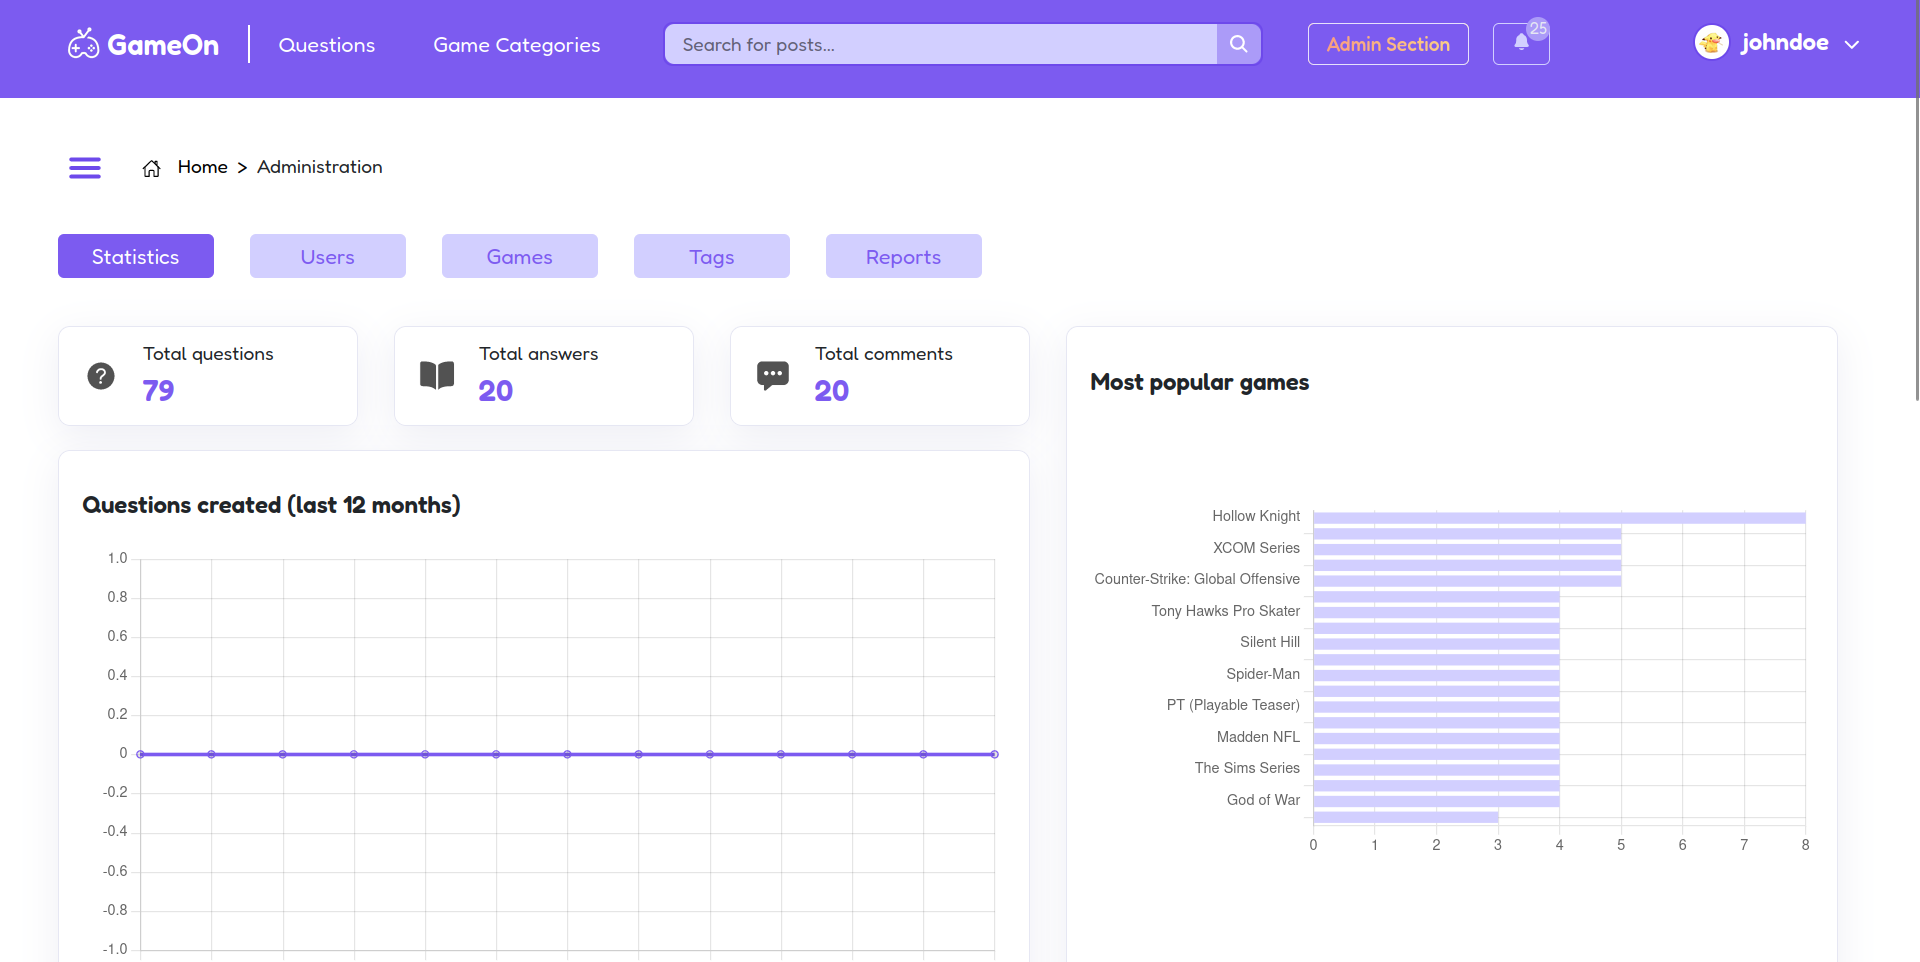 GameOn
Questions
Game Categories
Search for posts...
Admin Section
25
johndoe
Home > Administration
Statistics
Users
Games
Tags
Reports
Total questions
79
Total answers
20
Total comments
20
Most popular games
Hollow Knight
XCOM Series
Counter-Strike: Global Offensive
Tony Hawks Pro Skater
Silent Hill
Spider-Man
PT (Playable Teaser)
Madden NFL
The Sims Series
God of War
0 1 2 3 4 5 6 7 8
Questions created (last 12 months)
1.0
0.8
0.6
0.4
0.2
0
-0.2
-0.4
-0.6
-0.8
-1.0